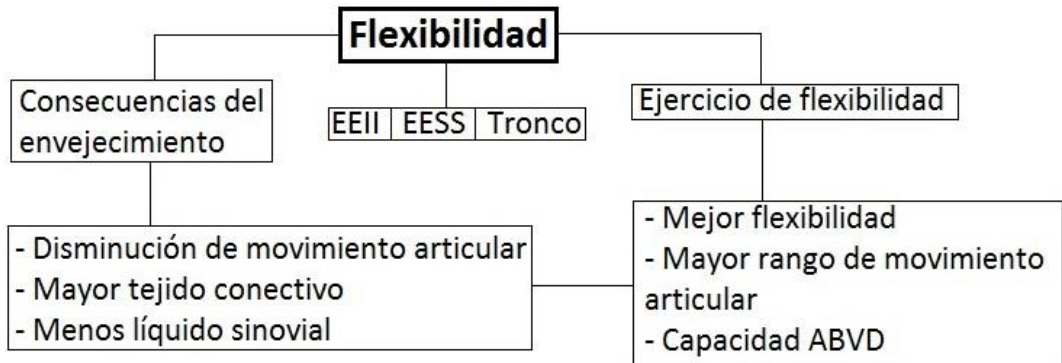 Flexibilidad
Consecuencias del
envejecimiento
EEII EESS Tronco
Ejercicio de flexibilidad
- Disminución de movimiento articular
- Mayor tejido conectivo
- Menos líquido sinovial
- Mejor flexibilidad
- Mayor rango de movimiento
articular
- Capacidad ABVD